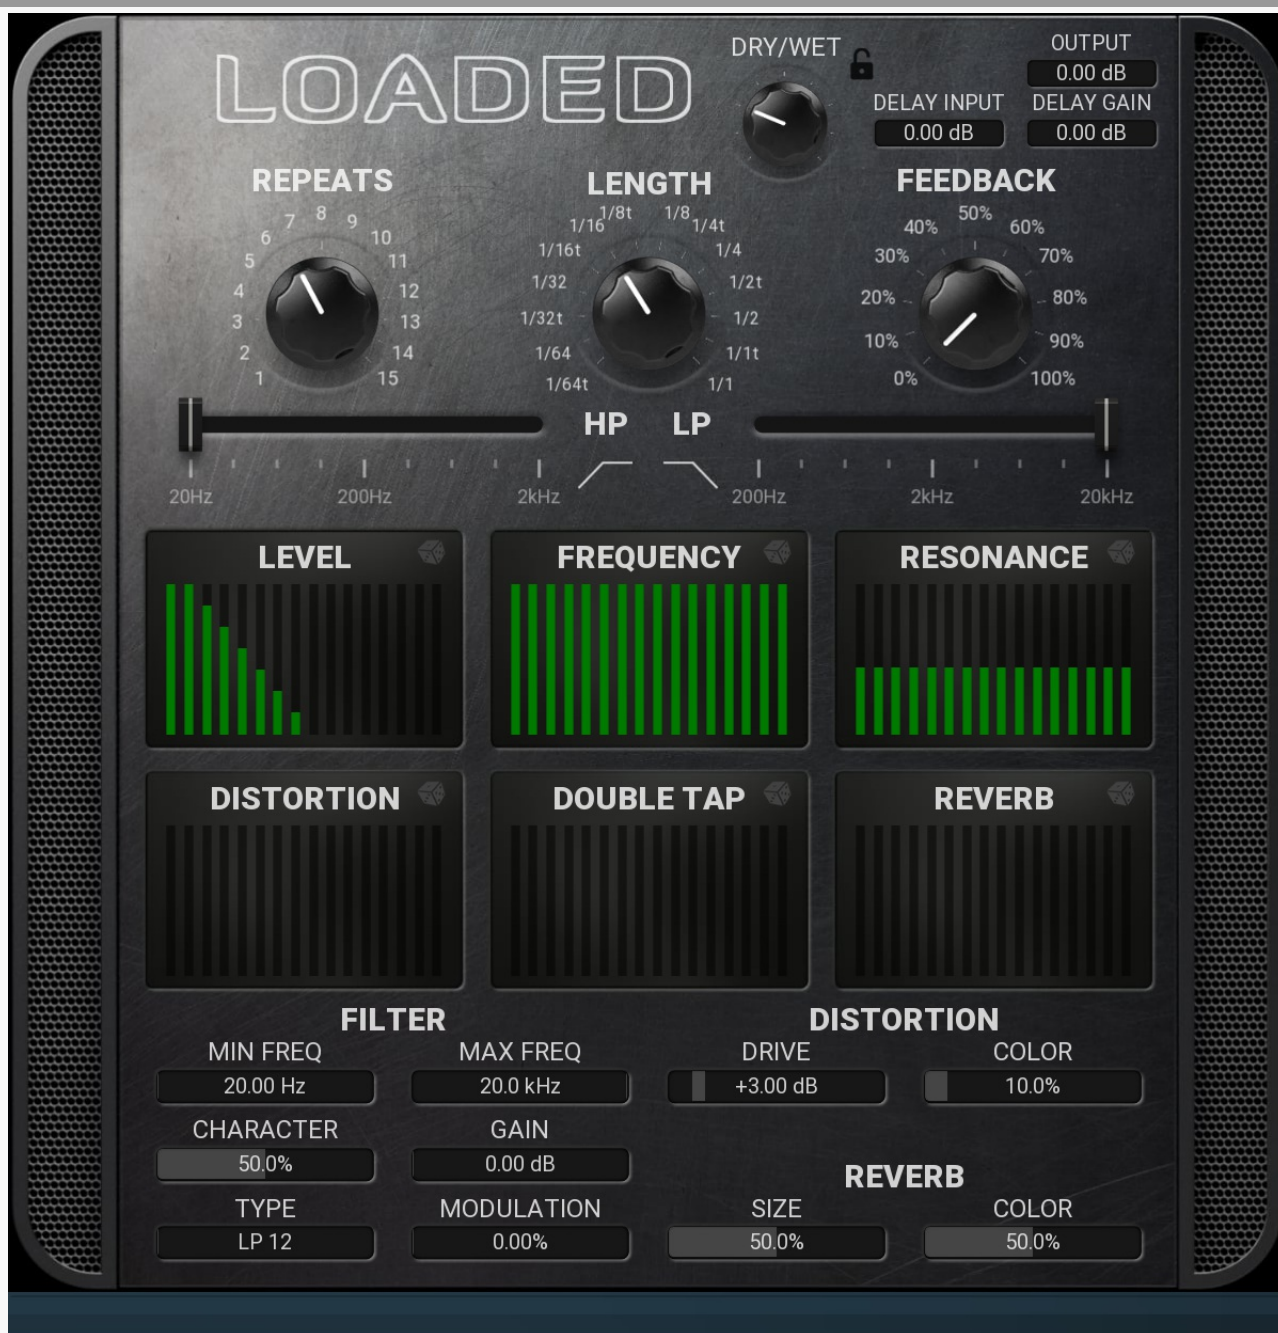 LOADED
DRY/WET
OUTPUT
0.00 dB
DELAY INPUT
DELAY GAIN
0.00 dB
0.00 dB
REPEATS
1
2
3
4
5
6
7
8
9
10
11
12
13
14
15
LENGTH
1/64t
1/64
1/32t
1/32
1/16t
1/16
1/8t
1/8
1/4t
1/4
1/2t
1/2
1/1t
1/1
FEEDBACK
0%
10%
20%
30%
40%
50%
60%
70%
80%
90%
100%
HP
LP
20Hz
200Hz
2kHz
200Hz
2kHz
20kHz
LEVEL
FREQUENCY
RESONANCE
DISTORTION
DOUBLE TAP
REVERB
FILTER
MIN FREQ
MAX FREQ
20.00 Hz
20.0 kHz
CHARACTER
GAIN
50.0%
0.00 dB
TYPE
MODULATION
LP 12
0.00%
DISTORTION
DRIVE
COLOR
+3.00 dB
10.0%
REVERB
SIZE
COLOR
50.0%
50.0%